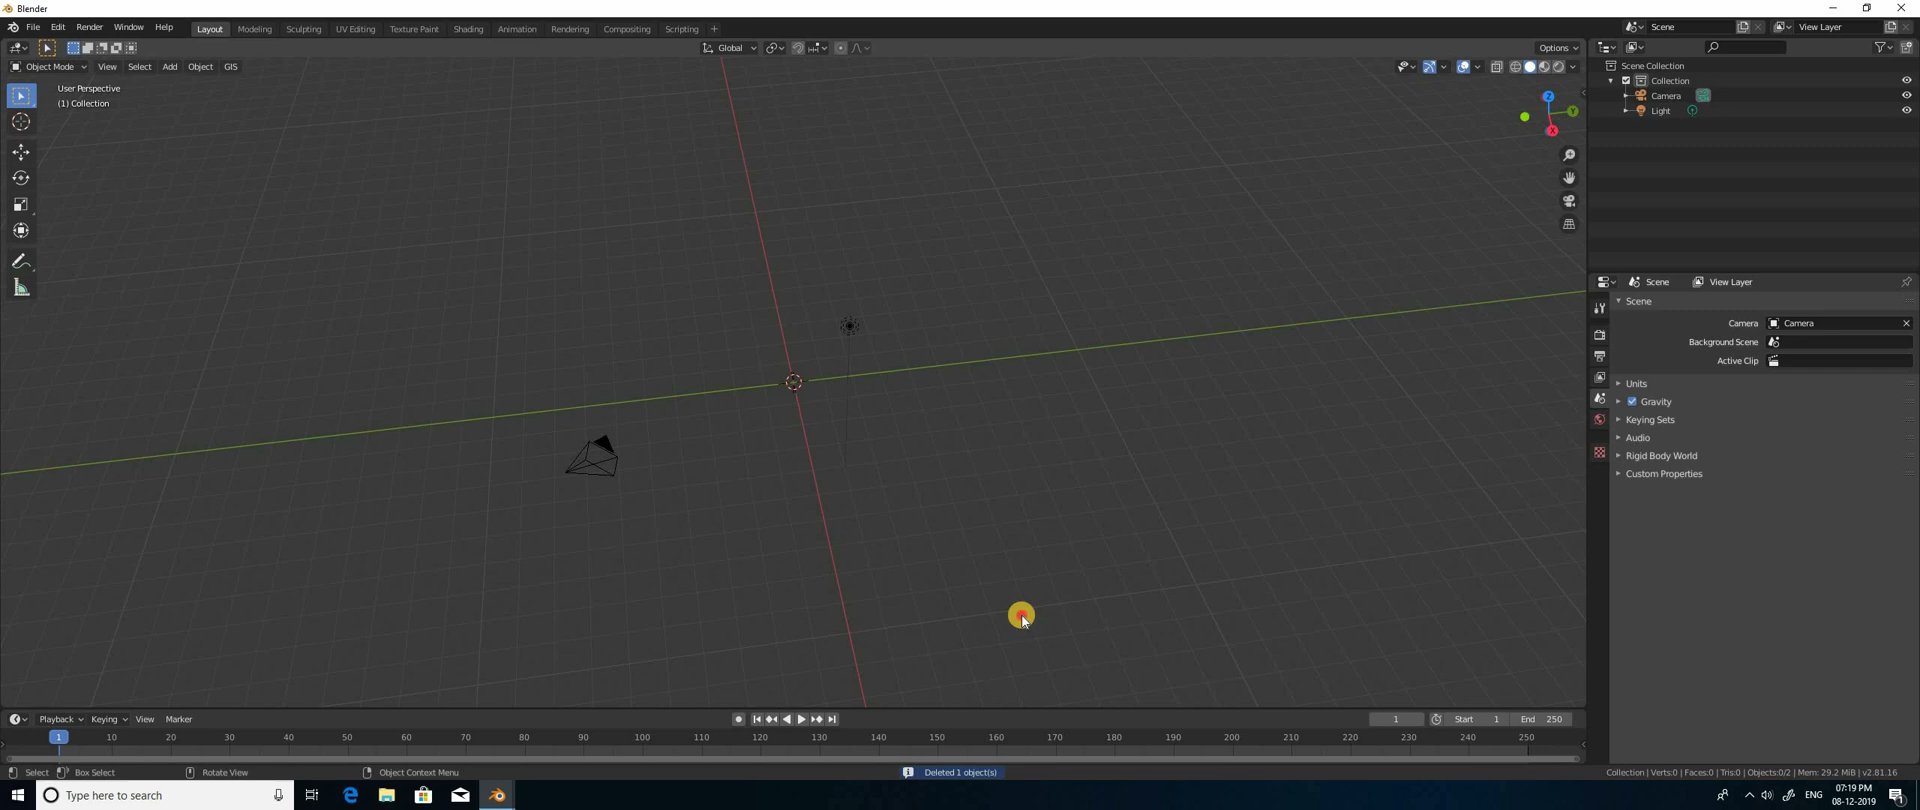 Blender
File Edit Render Window Help Layout Modeling Sculpting UV Editing Texture Paint Shading Animation Rendering Compositing Scripting + Scene View Layer
Global Options
Object Mode View Select Add Object GIS
User Perspective
(1) Collection
Z
Y
X
Scene Collection
Collection
Camera
Light
Scene View Layer
Scene
Camera Camera
Background Scene
Active Clip
Units
Gravity
Keying Sets
Audio
Rigid Body World
Custom Properties
Playback Keying View Marker 1 Start 1 End 250
1 10 20 30 40 50 60 70 80 90 100 110 120 130 140 150 160 170 180 190 200 210 220 230 240 250
Select Box Select Rotate View Object Context Menu Deleted 1 object(s) Collection | Verts:0 | Faces:0 | Tris:0 | Objects:0/2 | Mem: 29.2 MiB | v2.81.16
Type here to search ENG 07:19 PM
08-12-2019
1